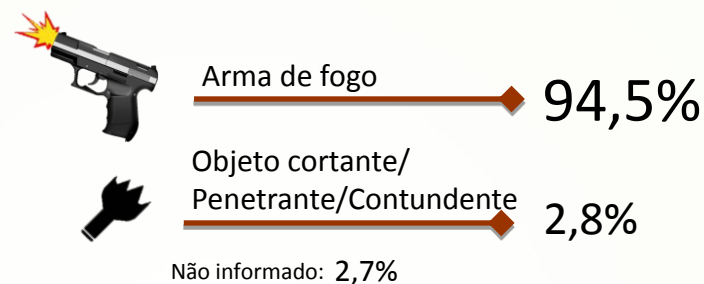 Arma de fogo
94,5%
Objeto cortante/
Penetrante/Contundente
2,8%
Não informado: 2,7%